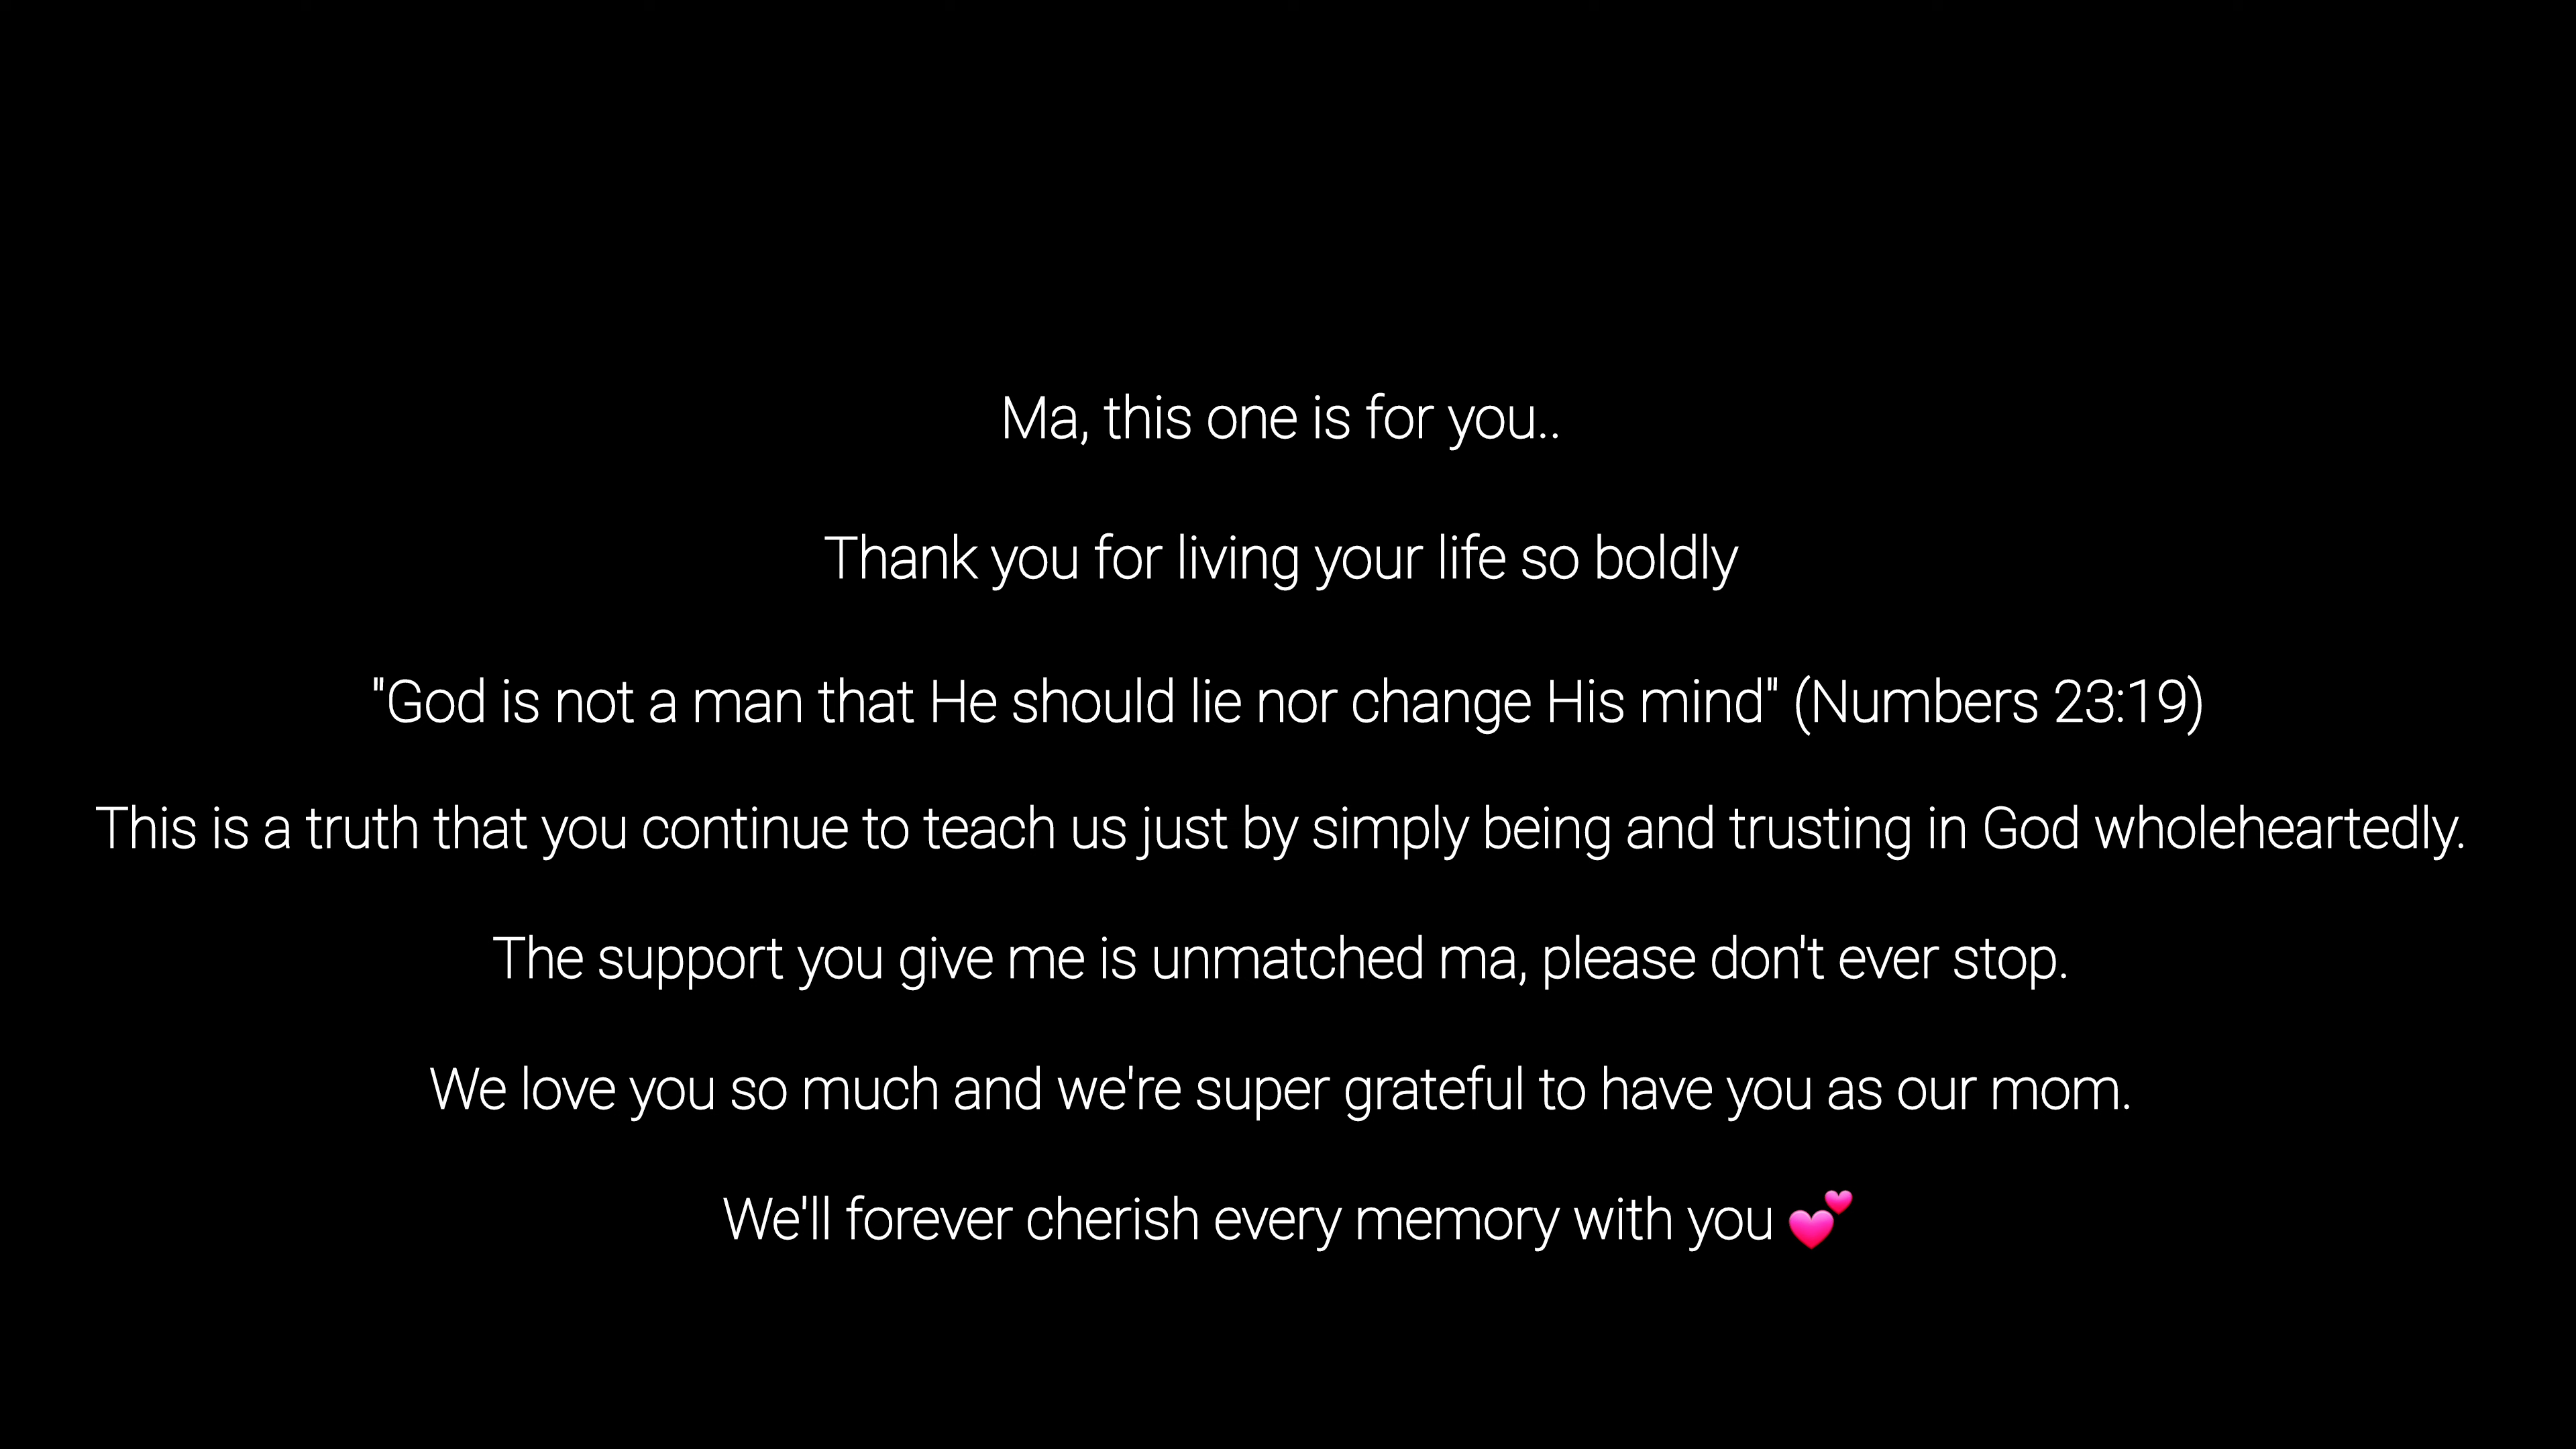 Ma, this one is for you..
Thank you for living your life so boldly
"God is not a man that He should lie nor change His mind" (Numbers 23:19)
This is a truth that you continue to teach us just by simply being and trusting in God wholeheartedly.
The support you give me is unmatched ma, please don't ever stop.
We love you so much and we're super grateful to have you as our mom.
We'll forever cherish every memory with you 💕